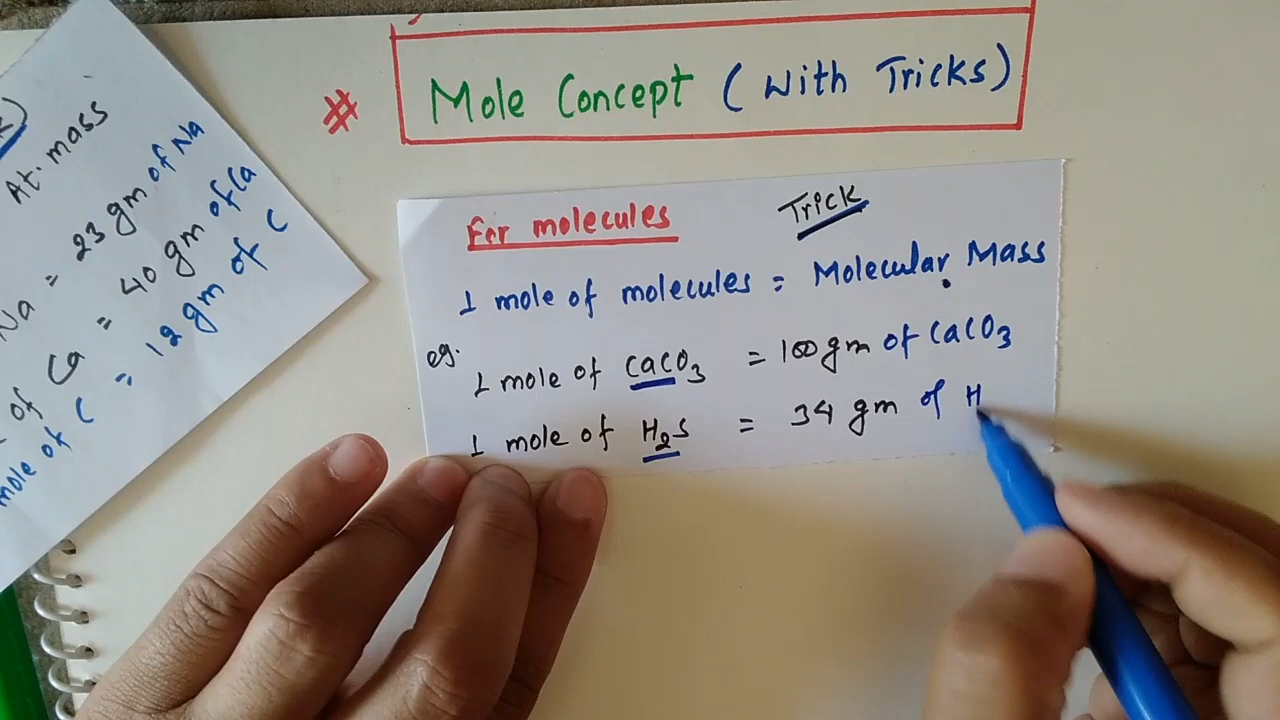 # Mole Concept (With Tricks)
For molecules
Trick
1 mole of molecules = Molecular Mass
eg.
1 mole of CaCO3 = 100 gm of CaCO3
1 mole of H2S = 34 gm of H
At. mass
Na = 23 gm of Na
of Ca = 40 gm of Ca
mole of C = 12 gm of C